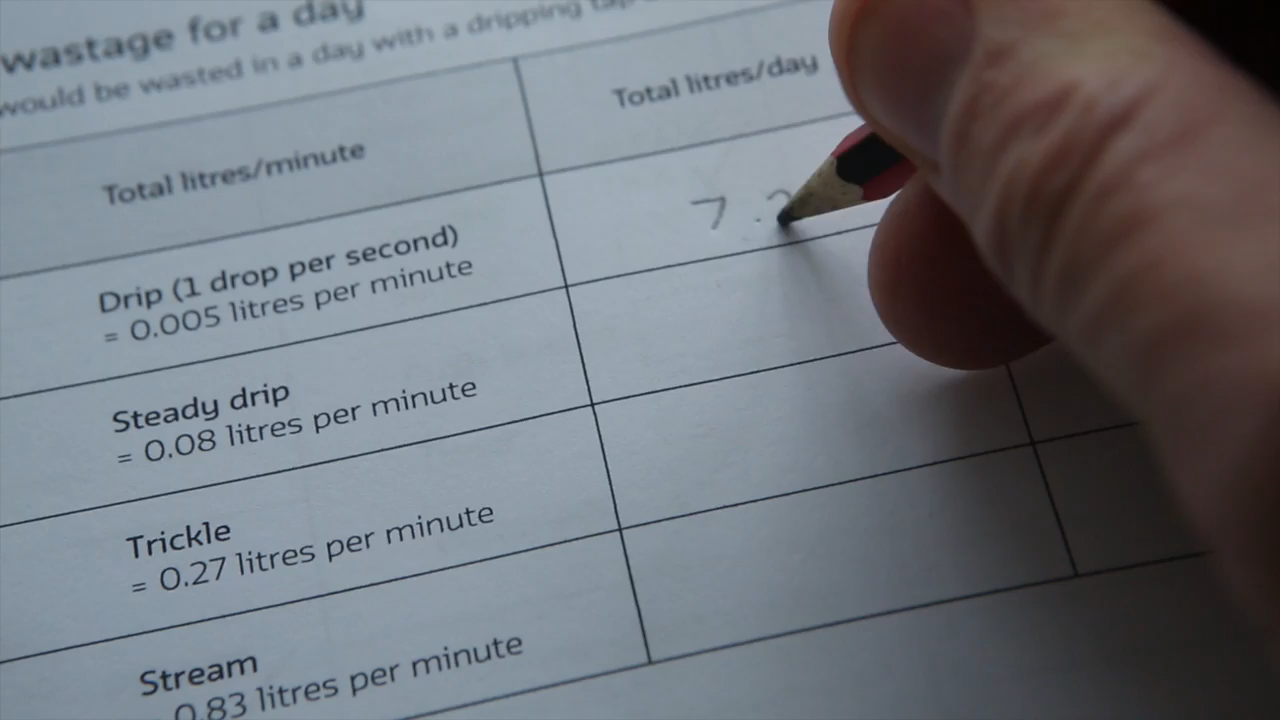 wastage for a day
would be wasted in a day with a dripping tap
Total litres/minute
Total litres/day
Drip (1 drop per second)
= 0.005 litres per minute
7.2
Steady drip
= 0.08 litres per minute
Trickle
= 0.27 litres per minute
Stream
0.83 litres per minute